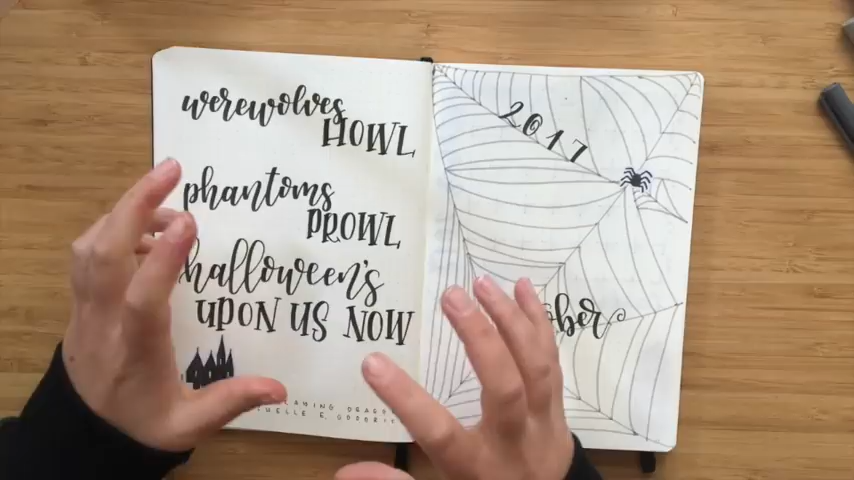 werewolves
HOWL
phantoms
PROWL
halloween's
UPON US NOW
2017